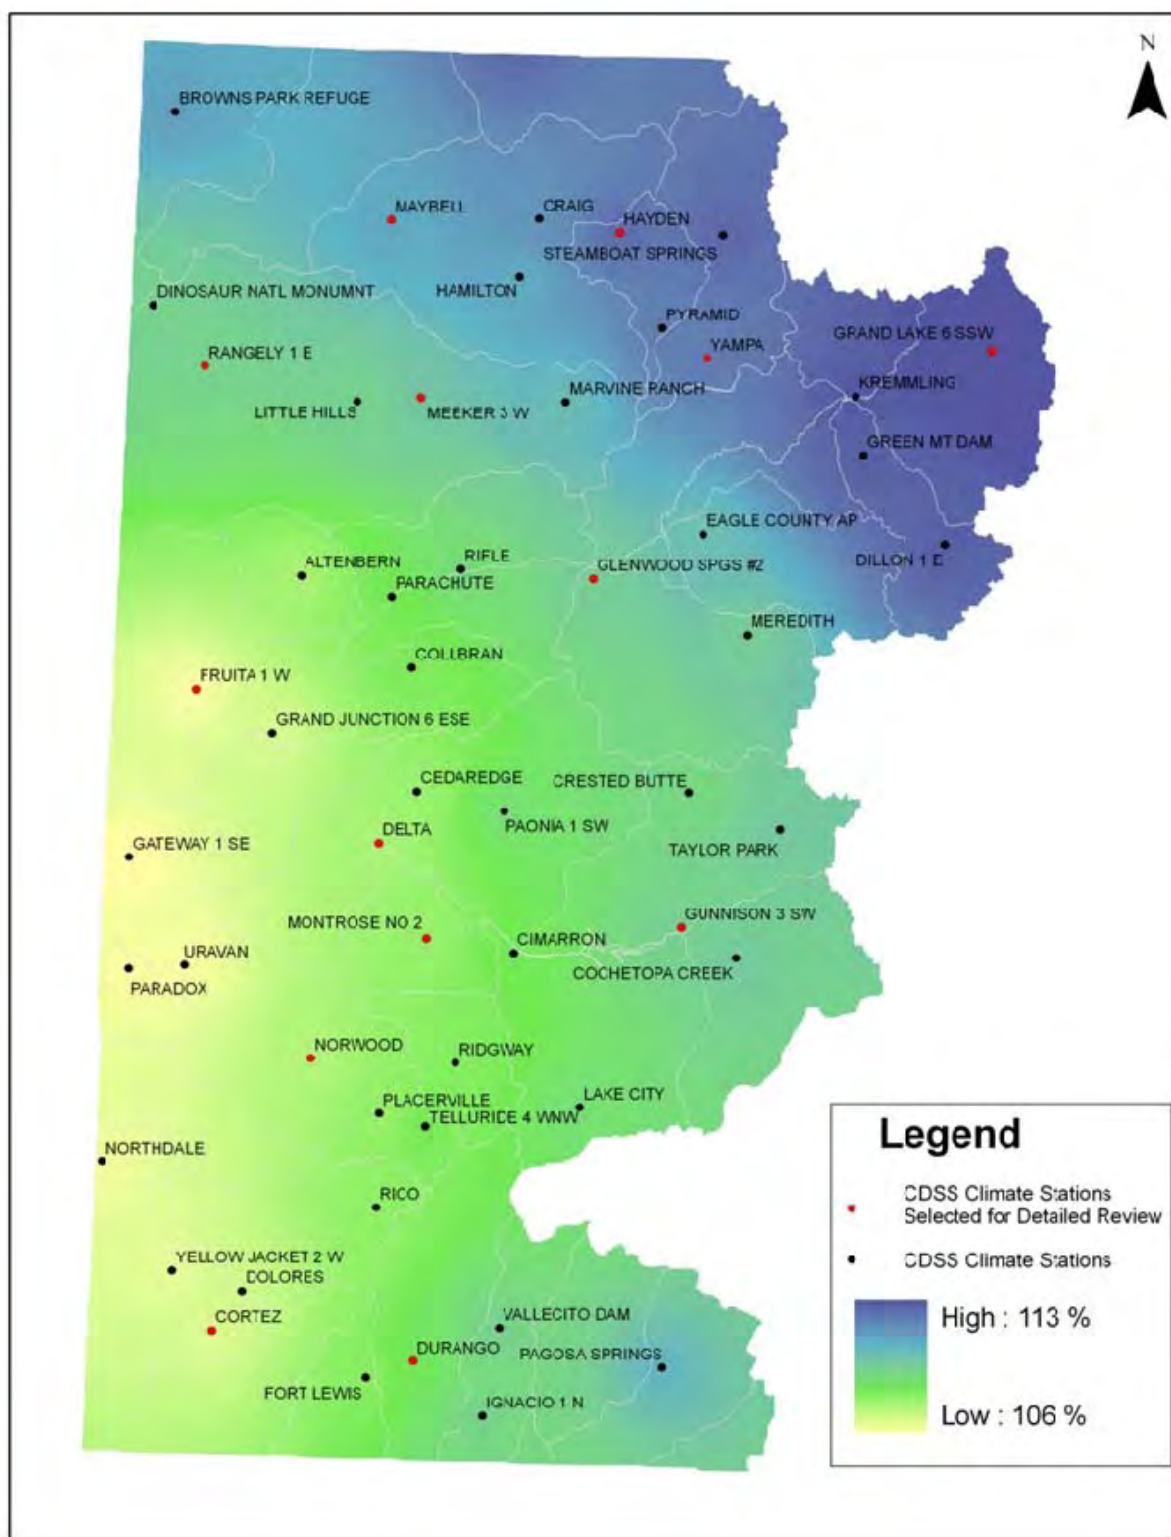 N
BROWNS PARK REFUGE
MAYBELL
CRAIG
HAYDEN
STEAMBOAT SPRINGS
HAMILTON
DINOSAUR NATL MONUMNT
PYRAMID
GRAND LAKE 6 SSW
YAMPA
RANGELY 1 E
KREMMLING
MARVINE RANCH
LITTLE HILLS
MEEKER 3 W
GREEN MT DAM
EAGLE COUNTY AP
RIFLE
ALTENBERN
DILLON 1 E
GLENWOOD SPGS #2
PARACHUTE
MEREDITH
COLLBRAN
FRUITA 1 W
GRAND JUNCTION 6 ESE
CEDAREDGE
CRESTED BUTTE
PAONIA 1 SW
DELTA
GATEWAY 1 SE
TAYLOR PARK
GUNNISON 3 SW
MONTROSE NO 2
CIMARRON
URAVAN
COCHETOPA CREEK
PARADOX
NORWOOD
RIDGWAY
LAKE CITY
PLACERVILLE
TELLURIDE 4 WNW
NORTHDALE
RICO
YELLOW JACKET 2 W
DOLORES
CORTEZ
VALLECITO DAM
DURANGO
PAGOSA SPRINGS
FORT LEWIS
IGNACIO 1 N
Legend
CDSS Climate Stations
Selected for Detailed Review
CDSS Climate Stations
High : 113 %
Low : 106 %